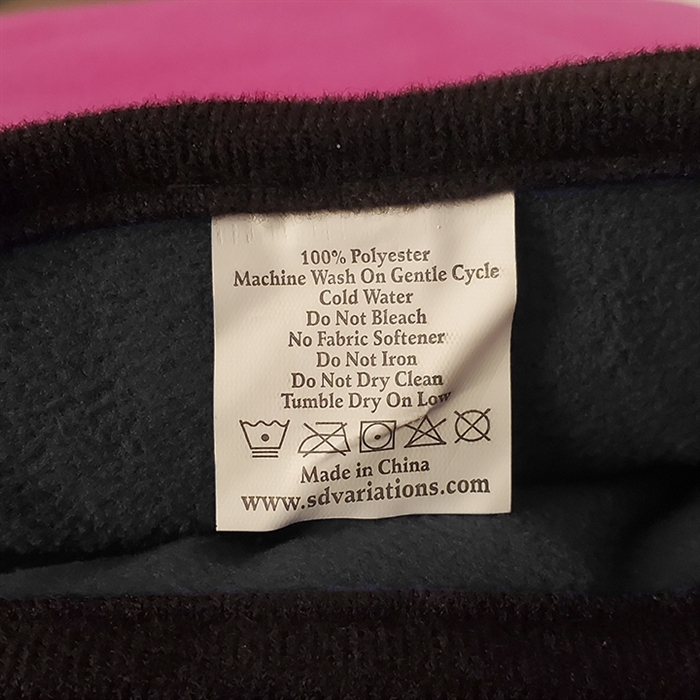 100% Polyester
Machine Wash On Gentle Cycle
Cold Water
Do Not Bleach
No Fabric Softener
Do Not Iron
Do Not Dry Clean
Tumble Dry On Low
Made in China
www.sdvariations.com